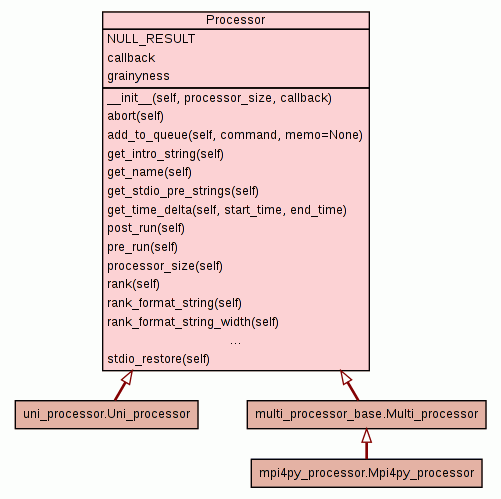 Processor
NULL_RESULT
callback
grainyness
__init__(self, processor_size, callback)
abort(self)
add_to_queue(self, command, memo=None)
get_intro_string(self)
get_name(self)
get_stdio_pre_strings(self)
get_time_delta(self, start_time, end_time)
post_run(self)
pre_run(self)
processor_size(self)
rank(self)
rank_format_string(self)
rank_format_string_width(self)
...
stdio_restore(self)
uni_processor.Uni_processor
multi_processor_base.Multi_processor
mpi4py_processor.Mpi4py_processor